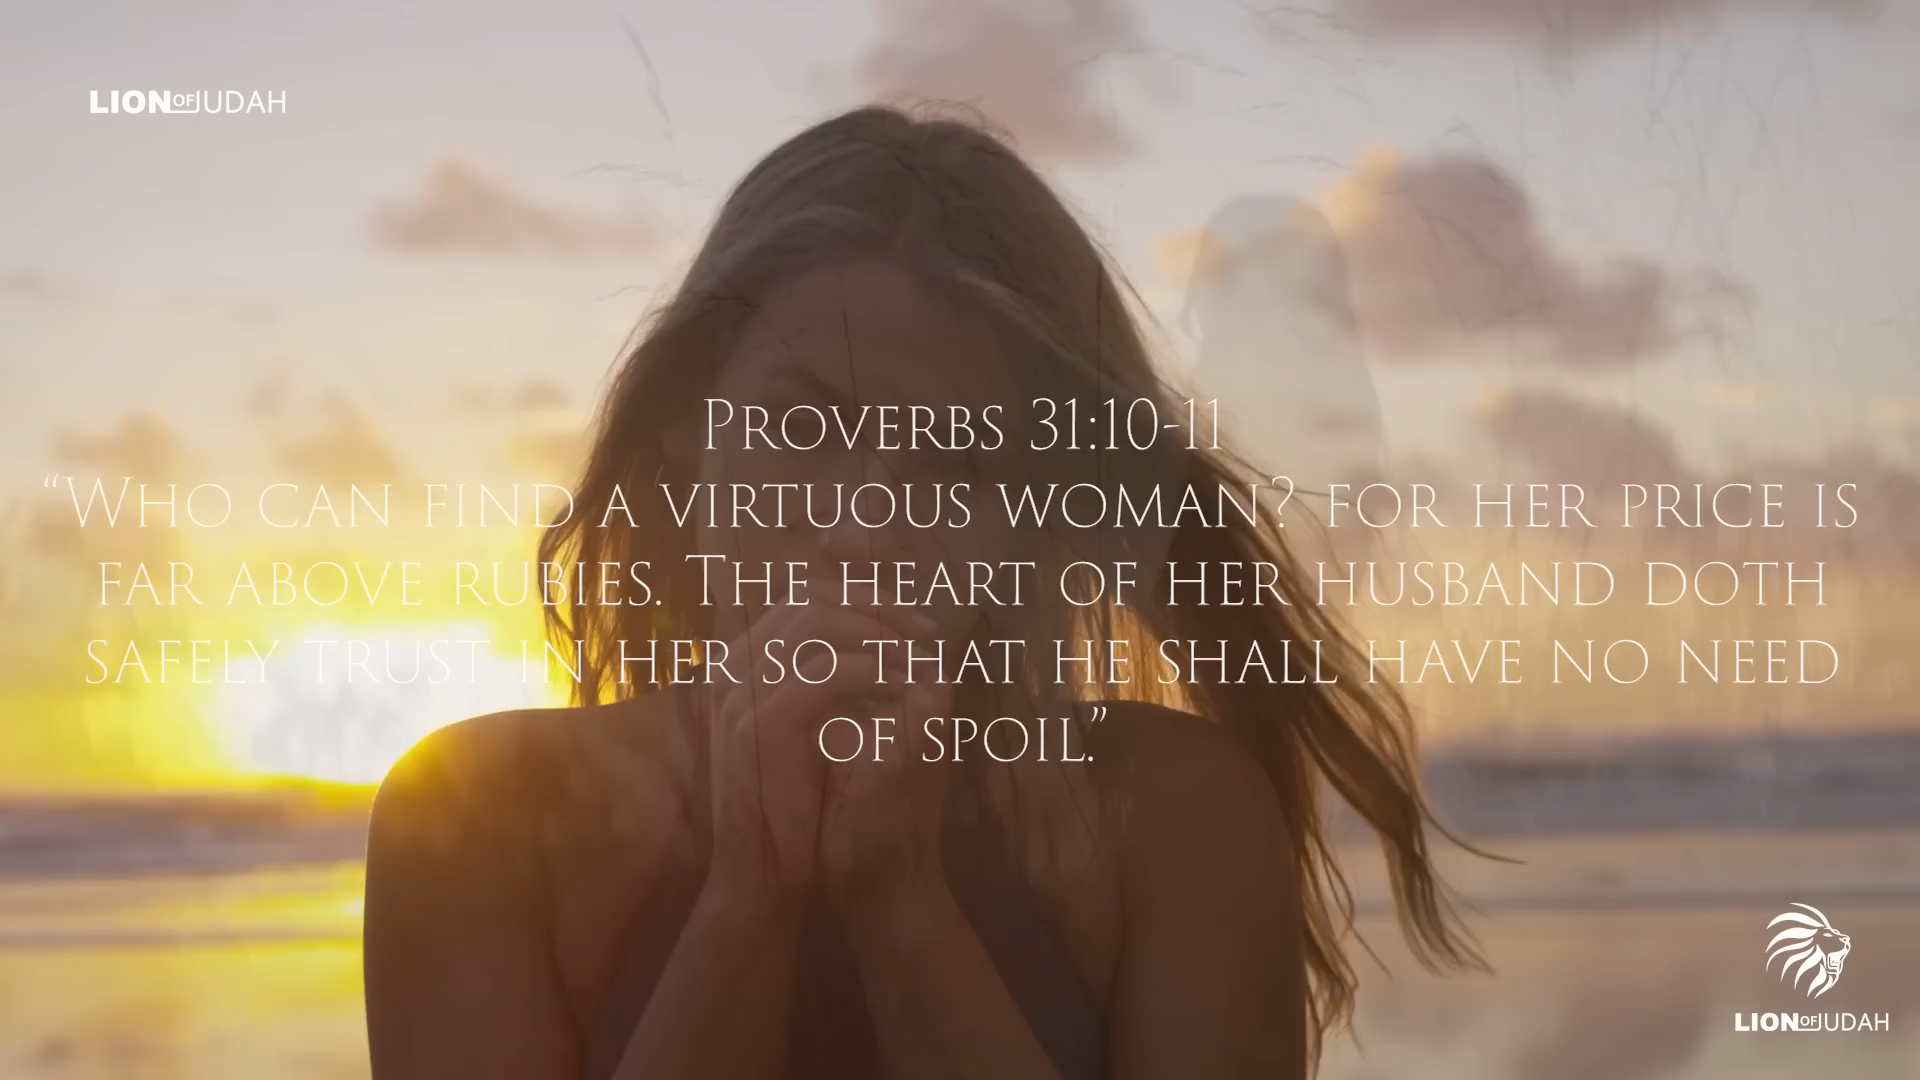 LION OF JUDAH
PROVERBS 31:10-11
“WHO CAN FIND A VIRTUOUS WOMAN? FOR HER PRICE IS
FAR ABOVE RUBIES. THE HEART OF HER HUSBAND DOTH
SAFELY TRUST IN HER SO THAT HE SHALL HAVE NO NEED
OF SPOIL.”
LION OF JUDAH